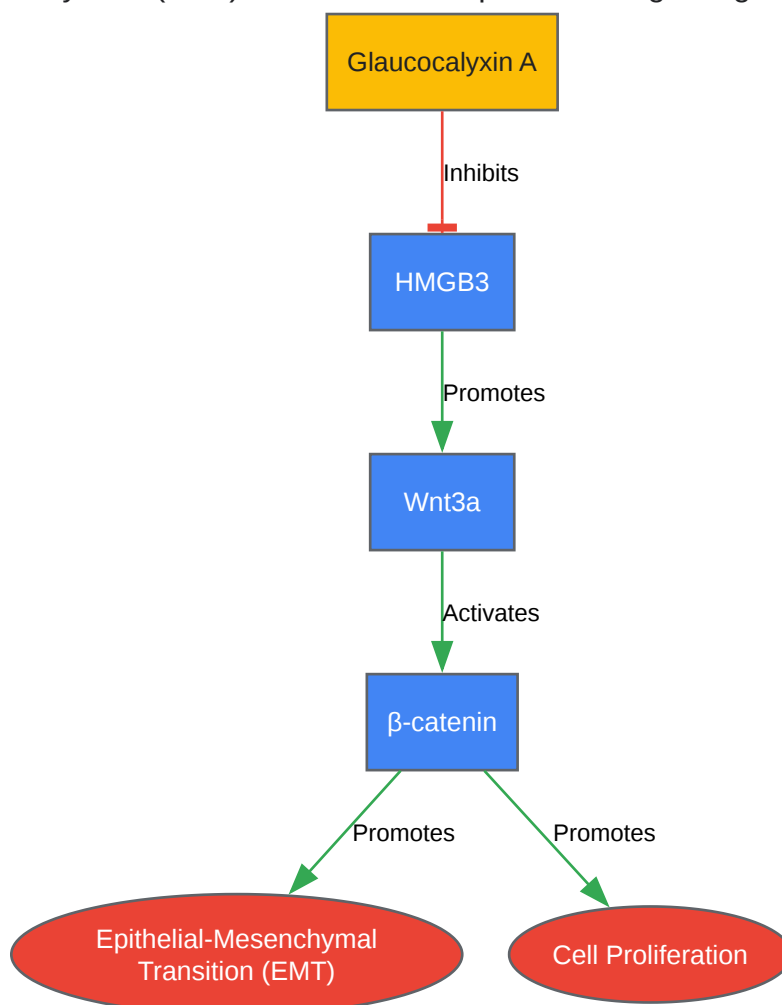 Glaucocalyxin A
Inhibits
HMGB3
Promotes
Wnt3a
Activates
β-catenin
Promotes
Promotes
Epithelial-Mesenchymal
Transition (EMT)
Cell Proliferation